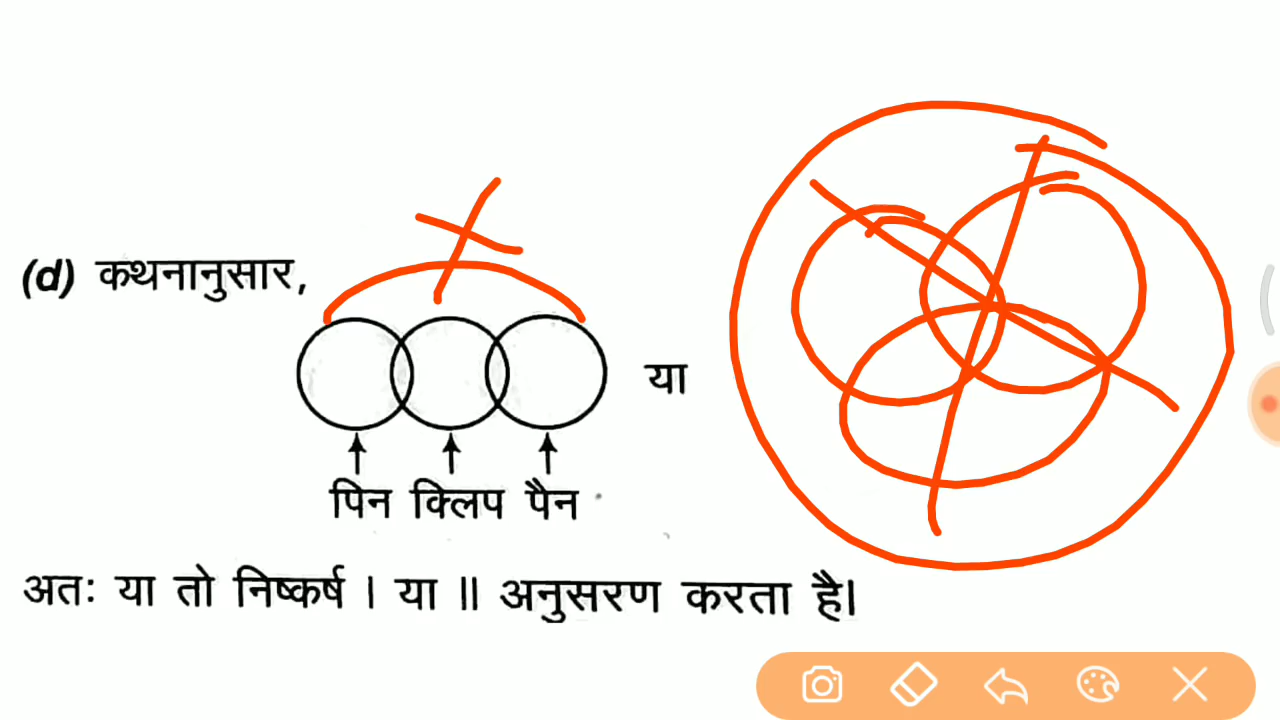 (d) कथनानुसार,
या
पिन क्लिप पैन
अतः या तो निष्कर्ष I या II अनुसरण करता है।